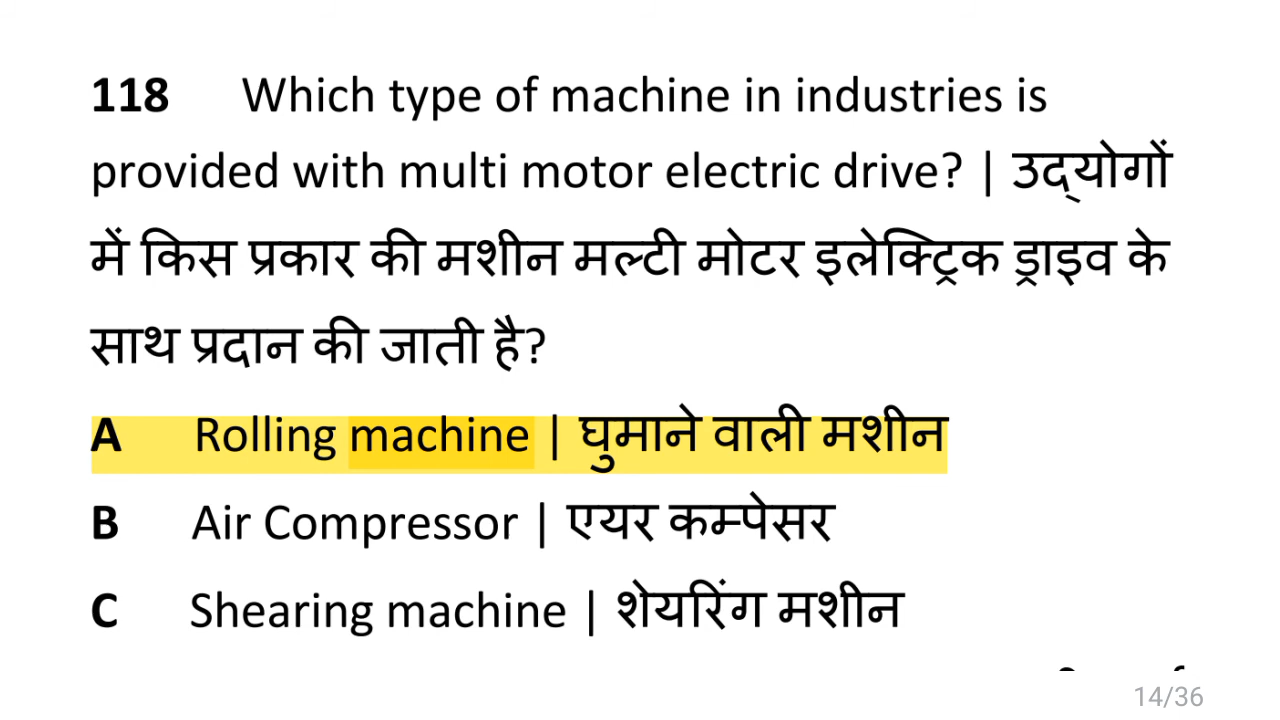 118 Which type of machine in industries is
provided with multi motor electric drive? | उद्योगों
में किस प्रकार की मशीन मल्टी मोटर इलेक्ट्रिक ड्राइव के
साथ प्रदान की जाती है?
A Rolling machine | घुमाने वाली मशीन
B Air Compressor | एयर कम्पेसर
C Shearing machine | शेयरिंग मशीन
14/36